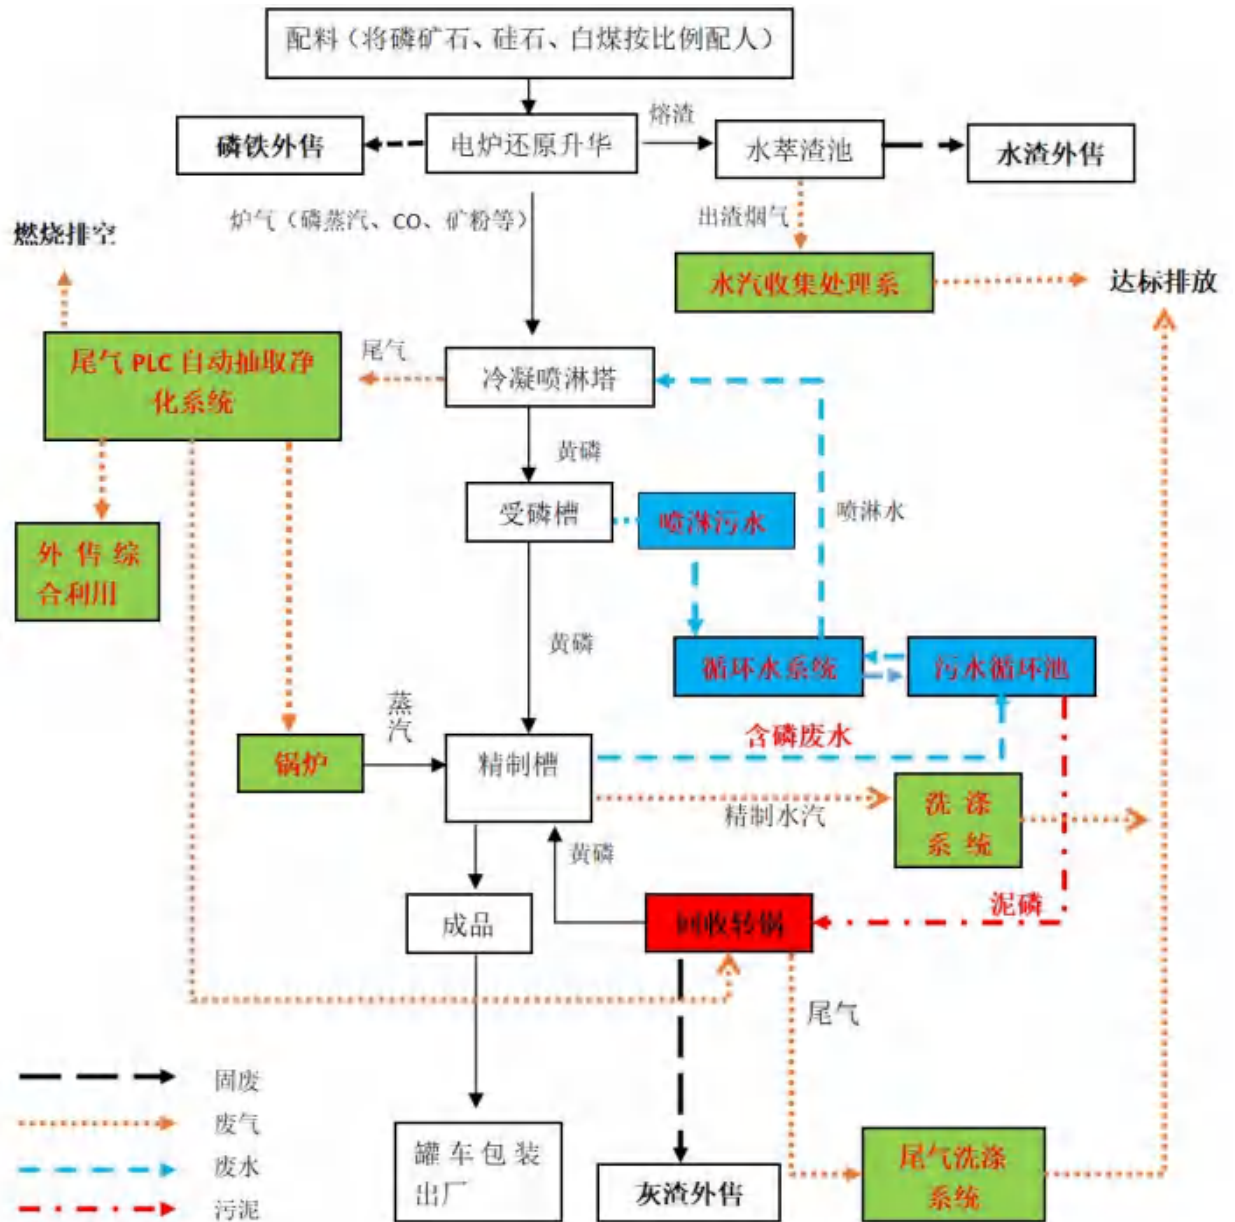 配料（将磷矿石、硅石、白煤按比例配人）
熔渣
磷铁外售
电炉还原升华
水萃渣池
水渣外售
炉气（磷蒸汽、CO、矿粉等）
出渣烟气
燃烧排空
水汽收集处理系
达标排放
尾气 PLC 自动抽取净
化系统
尾气
冷凝喷淋塔
黄磷
受磷槽
喷淋污水
喷淋水
外 售 综
合利用
黄磷
循环水系统
污水循环池
蒸
汽
含磷废水
锅炉
精制槽
洗 涤
系 统
精制水汽
黄磷
泥磷
成品
回收转锅
尾气
固废
废气
废水
污泥
罐 车 包 装
出厂
灰渣外售
尾气洗涤
系统